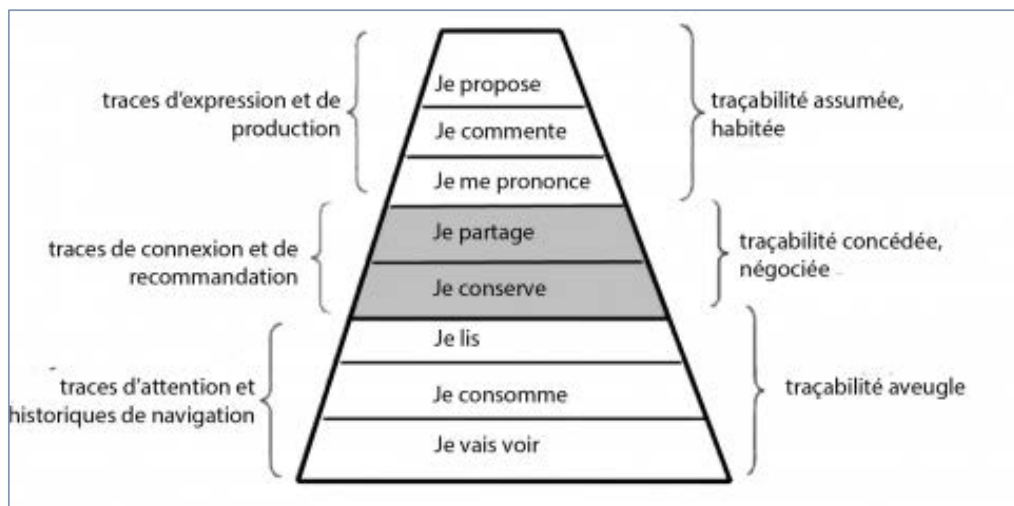 traces d'expression et de
production
Je propose
Je commente
Je me prononce
traçabilité assumée,
habitée
traces de connexion et de
recommandation
Je partage
Je conserve
traçabilité concédée,
négociée
traces d'attention et
historiques de navigation
Je lis
Je consomme
Je vais voir
traçabilité aveugle